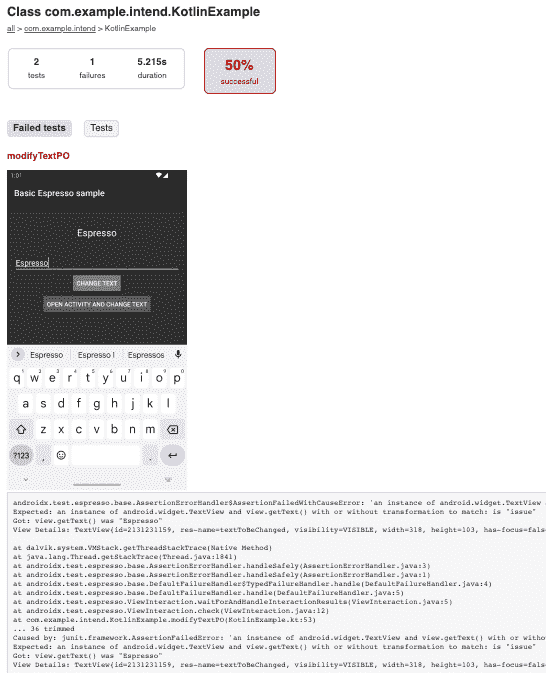 Class com.example.intend.KotlinExample
all > com.example.intend > KotlinExample
2 1 5.215s
tests failures duration
50%
successful
Failed tests Tests
modifyTextPO
1:01
Basic Espresso sample
Espresso
Espresso
CHANGE TEXT
OPEN ACTIVITY AND CHANGE TEXT
Espresso Espresso I Espressos
q1 w2 e3 r4 t5 y6 u7 i8 o9 p0
a s d f g h j k l
z x c v b n m
?123 , .
androidx.test.espresso.base.AssertionErrorHandler$AssertionFailedWithCauseError: 'an instance of android.widget.TextView
Expected: an instance of android.widget.TextView and view.getText() with or without transformation to match: is "issue"
Got: view.getText() was "Espresso"
View Details: TextView{id=2131231159, res-name=textToBeChanged, visibility=VISIBLE, width=318, height=103, has-focus=fals
at dalvik.system.VMStack.getThreadStackTrace(Native Method)
at java.lang.Thread.getStackTrace(Thread.java:1841)
at androidx.test.espresso.base.AssertionErrorHandler.handleSafely(AssertionErrorHandler.java:3)
at androidx.test.espresso.base.AssertionErrorHandler.handleSafely(AssertionErrorHandler.java:1)
at androidx.test.espresso.base.DefaultFailureHandler$TypedFailureHandler.handle(DefaultFailureHandler.java:4)
at androidx.test.espresso.base.DefaultFailureHandler.handle(DefaultFailureHandler.java:5)
at androidx.test.espresso.ViewInteraction.waitForAndHandleInteractionResults(ViewInteraction.java:5)
at androidx.test.espresso.ViewInteraction.check(ViewInteraction.java:12)
at com.example.intend.KotlinExample.modifyTextPO(KotlinExample.kt:53)
... 36 trimmed
Caused by: junit.framework.AssertionFailedError: 'an instance of android.widget.TextView and view.getText() with or witho
Expected: an instance of android.widget.TextView and view.getText() with or without transformation to match: is "issue"
Got: view.getText() was "Espresso"
View Details: TextView{id=2131231159, res-name=textToBeChanged, visibility=VISIBLE, width=318, height=103, has-focus=fals